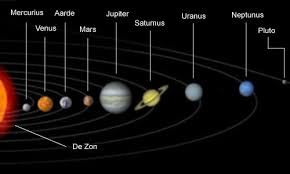 Mercurius
Venus
Aarde
Mars
Jupiter
Saturnus
Uranus
Neptunus
Pluto
De Zon